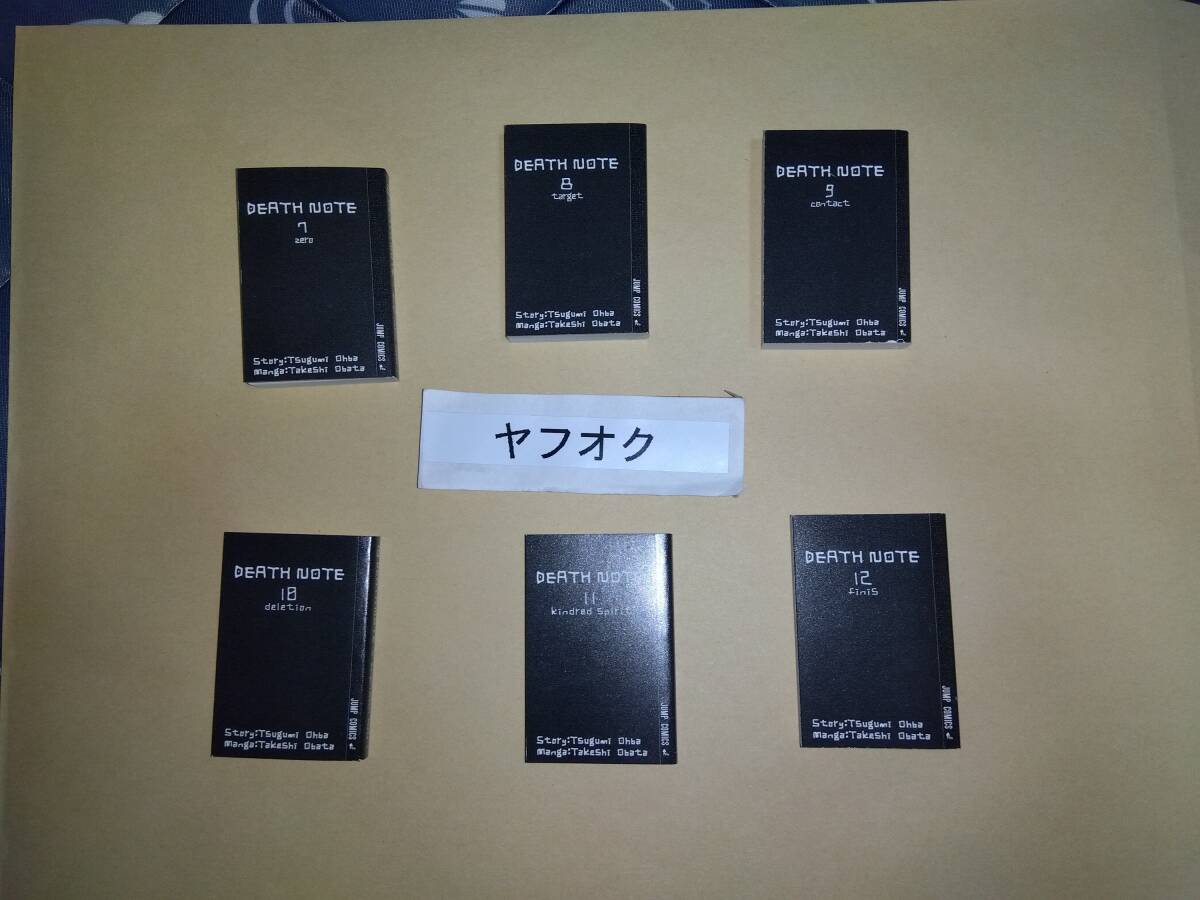 DEATH NOTE
7
zero
Story:Tsugumi Ohba
Manga:Takeshi Obata
JUMP COMICS
DEATH NOTE
8
target
Story:Tsugumi Ohba
Manga:Takeshi Obata
JUMP COMICS
DEATH NOTE
9
contact
Story:Tsugumi Ohba
Manga:Takeshi Obata
JUMP COMICS
ヤフオク
DEATH NOTE
10
deletion
Story:Tsugumi Ohba
Manga:Takeshi Obata
JUMP COMICS
DEATH NOTE
11
kindred Spirit
Story:Tsugumi Ohba
Manga:Takeshi Obata
JUMP COMICS
DEATH NOTE
12
finis
Story:Tsugumi Ohba
Manga:Takeshi Obata
JUMP COMICS